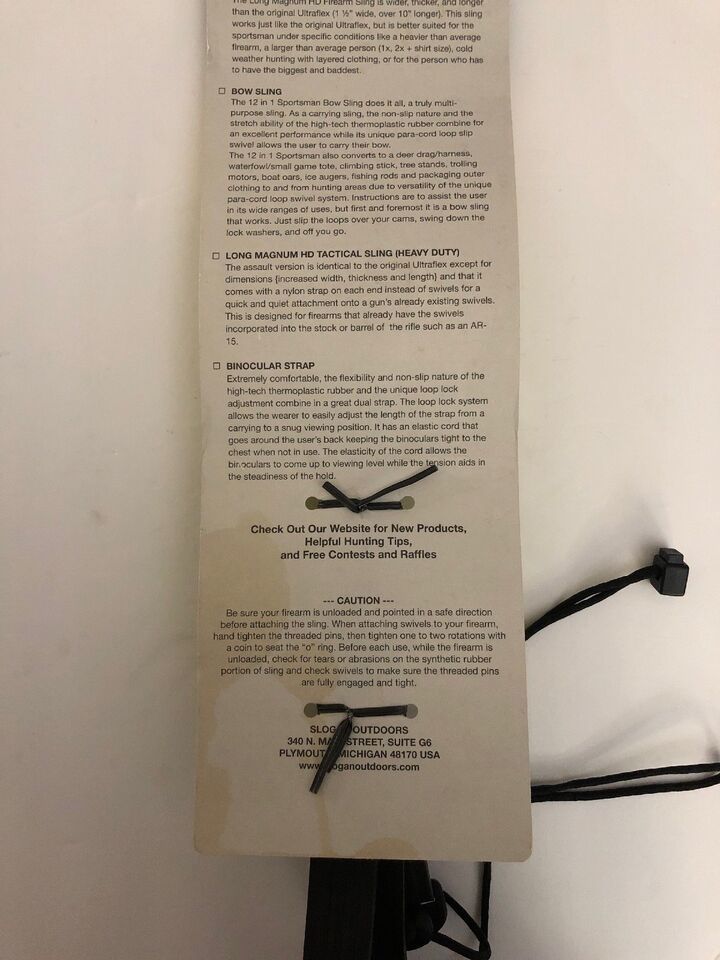 The Long Magnum HD Firearm Sling is wider, thicker, and longer
than the original Ultraflex (1 ½" wide, over 10" longer). This sling
works just like the original Ultraflex, but is better suited for the
sportsman under specific conditions like a heavier than average
firearm, a larger than average person (1x, 2x + shirt size), cold
weather hunting with layered clothing, or for the person who has
to have the biggest and baddest.
☐ BOW SLING
The 12 in 1 Sportsman Bow Sling does it all, a truly multi-
purpose sling. As a carrying sling, the non-slip nature and the
stretch ability of the high-tech thermoplastic rubber combine for
an excellent performance while its unique para-cord loop slip
swivel allows the user to carry their bow.
The 12 in 1 Sportsman also converts to a deer drag/harness,
waterfowl/small game tote, climbing stick, tree stands, trolling
motors, boat oars, ice augers, fishing rods and packaging outer
clothing to and from hunting areas due to versatility of the unique
para-cord loop swivel system. Instructions are to assist the user
in its wide ranges of uses, but first and foremost it is a bow sling
that works. Just slip the loops over your cams, swing down the
lock washers, and off you go.
☐ LONG MAGNUM HD TACTICAL SLING (HEAVY DUTY)
The assault version is identical to the original Ultraflex except for
dimensions {increased width, thickness and length} and that it
comes with a nylon strap on each end instead of swivels for a
quick and quiet attachment onto a gun's already existing swivels.
This is designed for firearms that already have the swivels
incorporated into the stock or barrel of the rifle such as an AR-
15.
☐ BINOCULAR STRAP
Extremely comfortable, the flexibility and non-slip nature of the
high-tech thermoplastic rubber and the unique loop lock
adjustment combine in a great dual strap. The loop lock system
allows the wearer to easily adjust the length of the strap from a
carrying to a snug viewing position. It has an elastic cord that
goes around the user's back keeping the binoculars tight to the
chest when not in use. The elasticity of the cord allows the
binoculars to come up to viewing level while the tension aids in
the steadiness of the hold.
Check Out Our Website for New Products,
Helpful Hunting Tips,
and Free Contests and Raffles
--- CAUTION ---
Be sure your firearm is unloaded and pointed in a safe direction
before attaching the sling. When attaching swivels to your firearm,
hand tighten the threaded pins, then tighten one to two rotations with
a coin to seat the "o" ring. Before each use, while the firearm is
unloaded, check for tears or abrasions on the synthetic rubber
portion of sling and check swivels to make sure the threaded pins
are fully engaged and tight.
OUTDOORS
340 N. STREET, SUITE G6
MICHIGAN 48170 USA